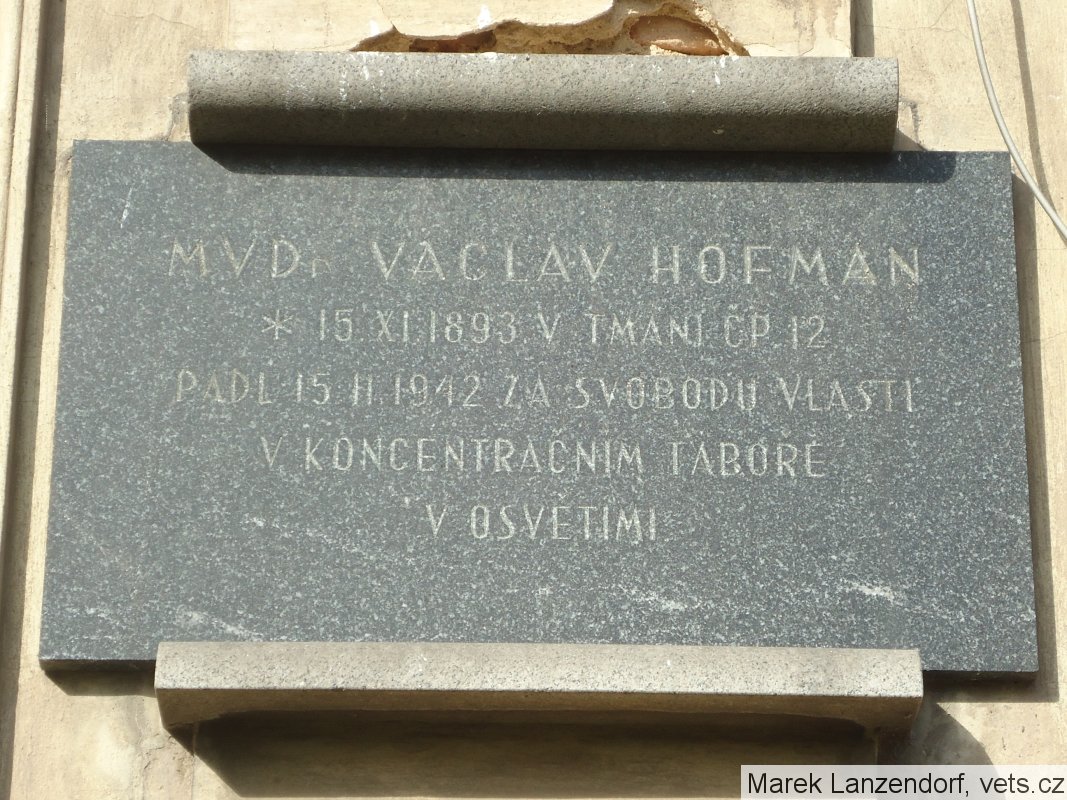 MVDr VÁCLAV HOFMAN
* 15. XI. 1893 V TMANI ČP. 12
PADL 15. II. 1942 ZA SVOBODU VLASTI
V KONCENTRAČNÍM TÁBOŘE
V OSVĚTIMI
Marek Lanzendorf, vets.cz